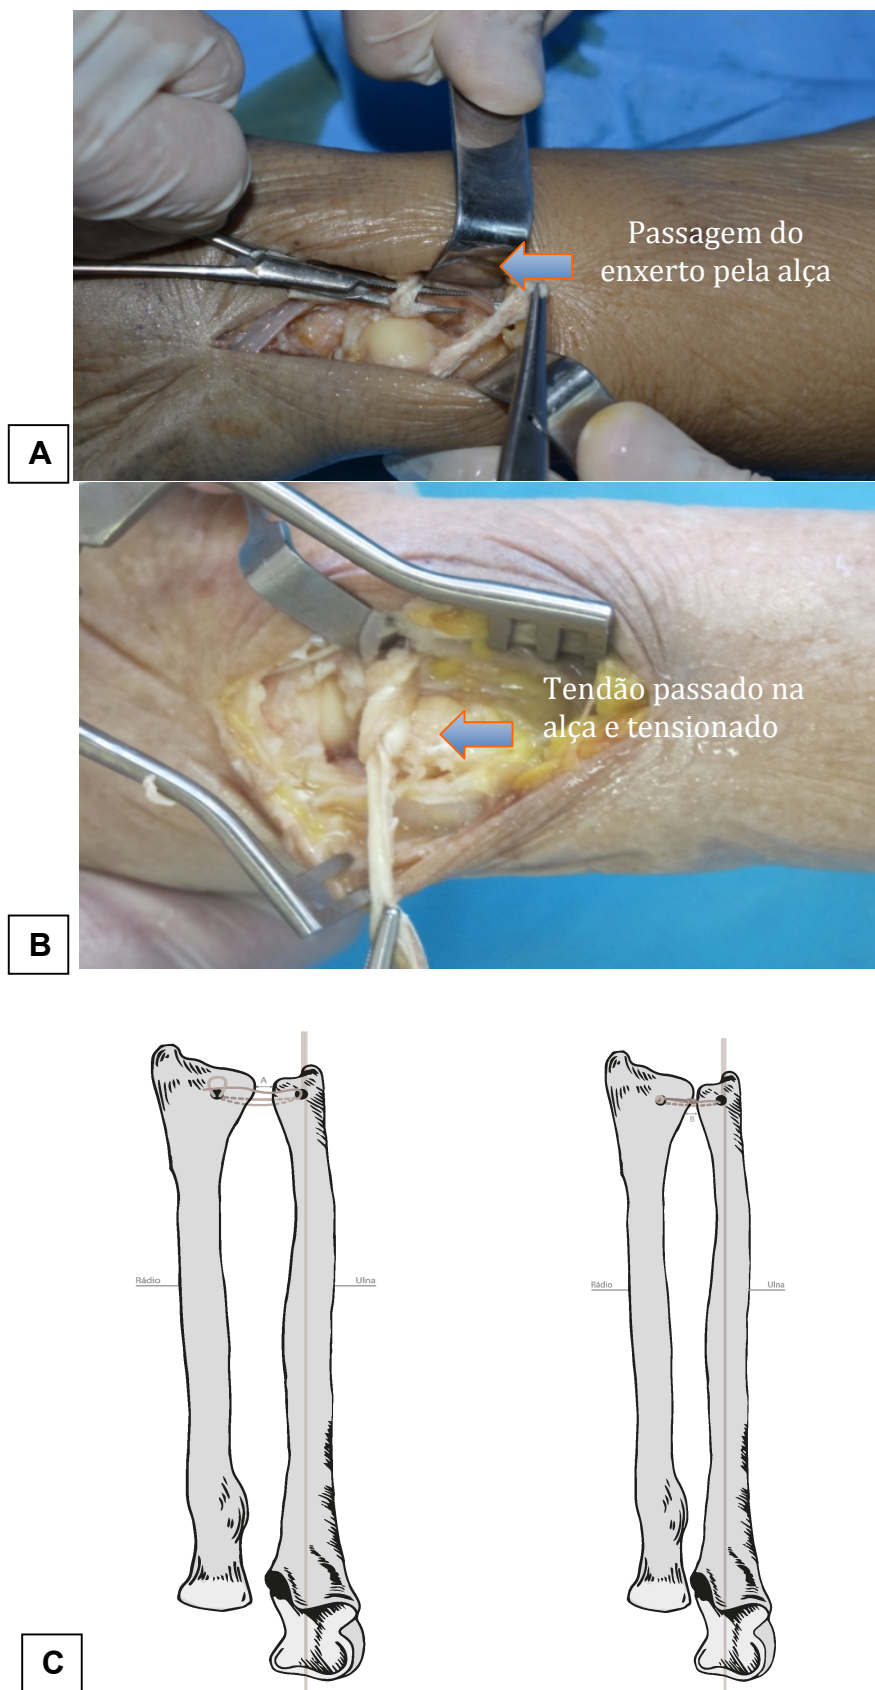 Passagem do
enxerto pela alça
A
Tendão passado na
alça e tensionado
B
A
B
Rádio
Ulna
Rádio
Ulna
C